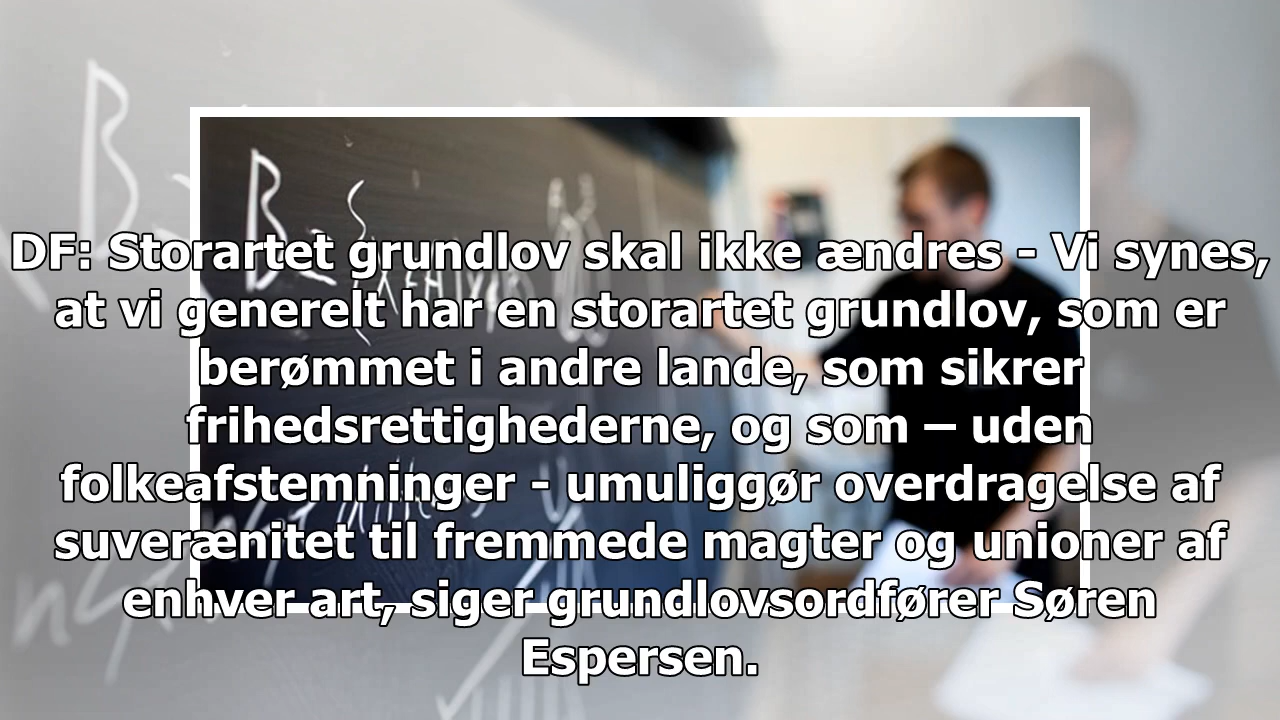 DF: Storartet grundlov skal ikke ændres - Vi synes,
at vi generelt har en storartet grundlov, som er
berømmet i andre lande, som sikrer
frihedsrettighederne, og som – uden
folkeafstemninger - umuliggør overdragelse af
suverænitet til fremmede magter og unioner af
enhver art, siger grundlovsordfører Søren
Espersen.